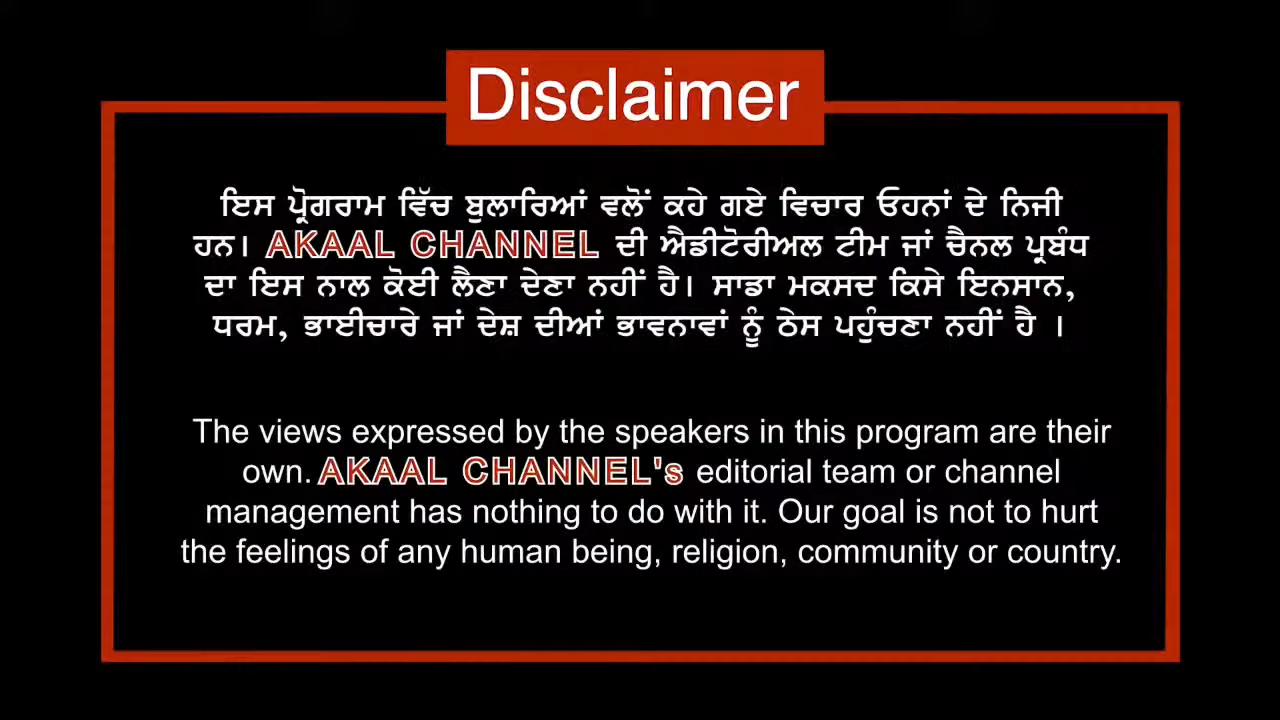 Disclaimer
ਇਸ ਪ੍ਰੋਗਰਾਮ ਵਿੱਚ ਬੁਲਾਰਿਆਂ ਵਲੋਂ ਕਹੇ ਗਏ ਵਿਚਾਰ ਓਹਨਾਂ ਦੇ ਨਿਜੀ
ਹਨ। AKAAL CHANNEL ਦੀ ਐਡੀਟੋਰੀਅਲ ਟੀਮ ਜਾਂ ਚੈਨਲ ਪ੍ਰਬੰਧ
ਦਾ ਇਸ ਨਾਲ ਕੋਈ ਲੈਣਾ ਦੇਣਾ ਨਹੀਂ ਹੈ। ਸਾਡਾ ਮਕਸਦ ਕਿਸੇ ਇਨਸਾਨ,
ਧਰਮ, ਭਾਈਚਾਰੇ ਜਾਂ ਦੇਸ਼ ਦੀਆਂ ਭਾਵਨਾਵਾਂ ਨੂੰ ਠੇਸ ਪਹੁੰਚਣਾ ਨਹੀਂ ਹੈ ।
The views expressed by the speakers in this program are their
own. AKAAL CHANNEL's editorial team or channel
management has nothing to do with it. Our goal is not to hurt
the feelings of any human being, religion, community or country.